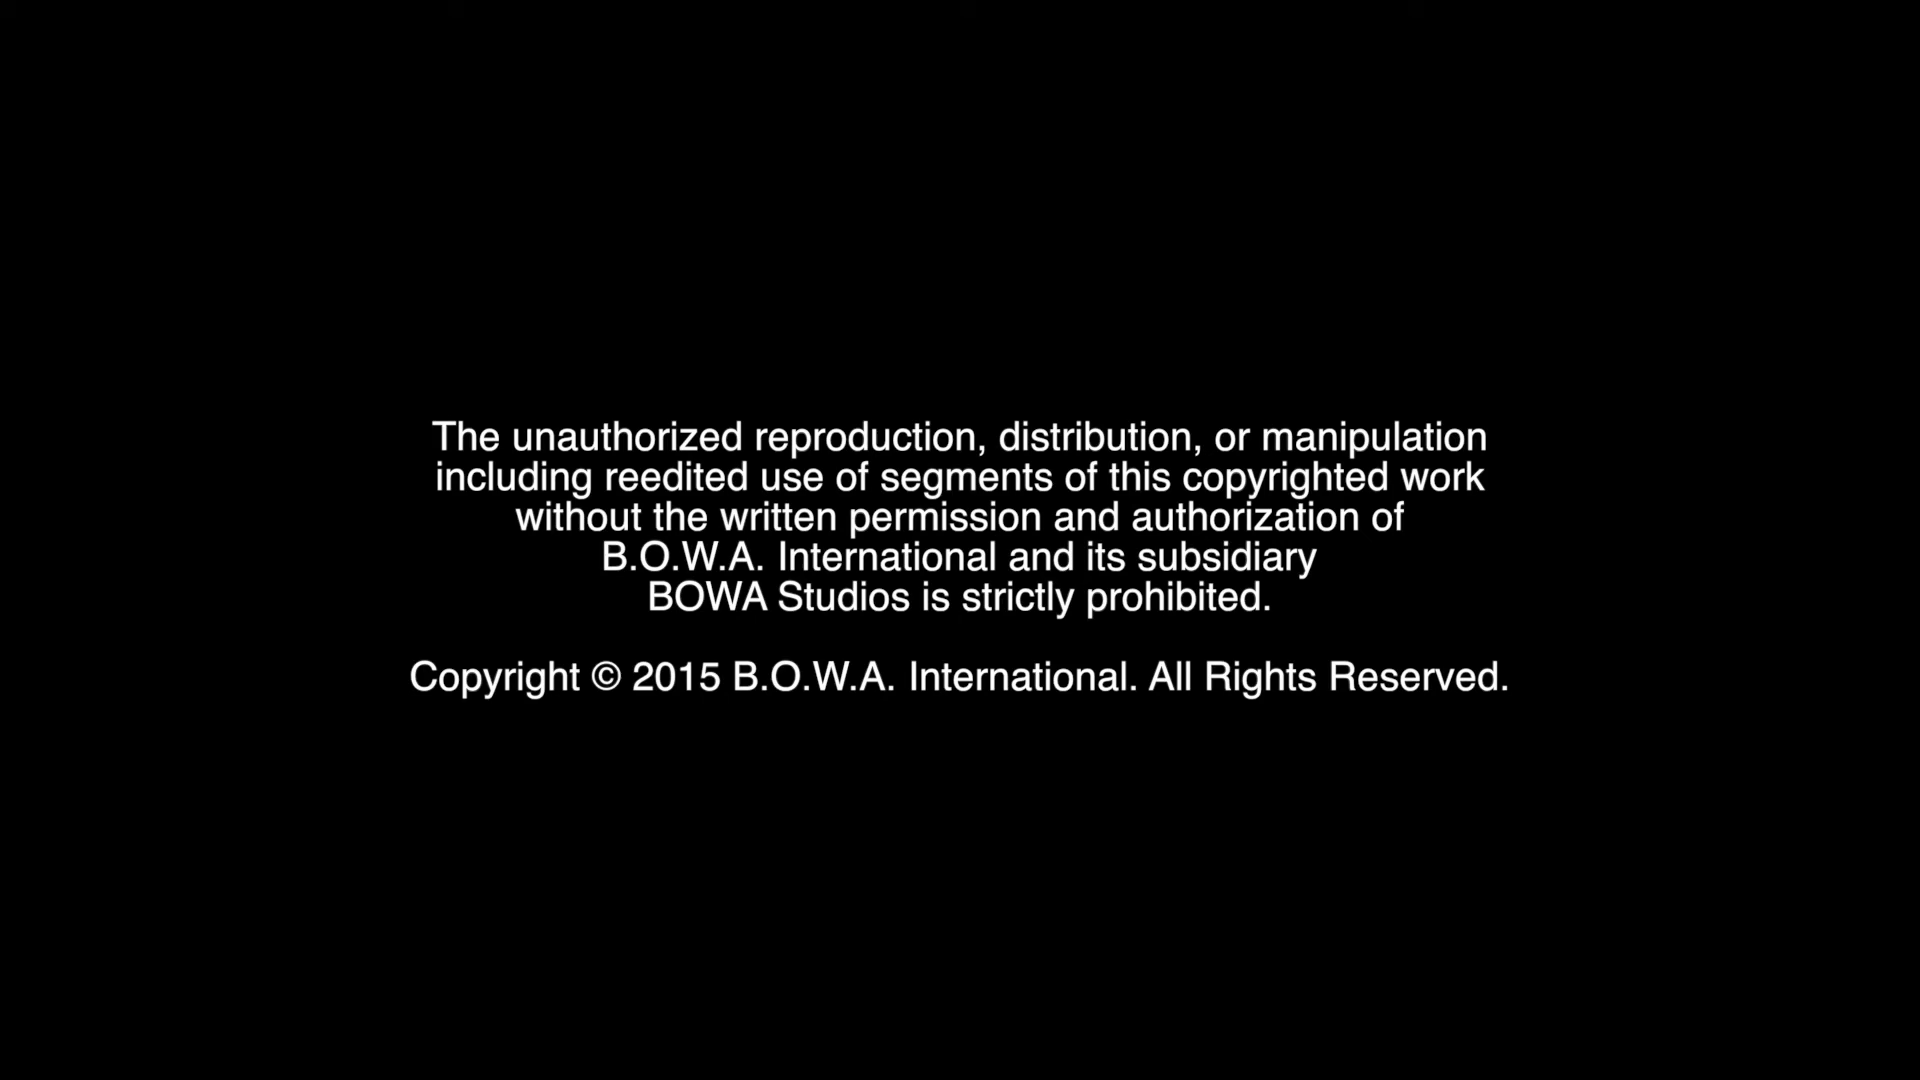 The unauthorized reproduction, distribution, or manipulation
including reedited use of segments of this copyrighted work
without the written permission and authorization of
B.O.W.A. International and its subsidiary
BOWA Studios is strictly prohibited.
Copyright © 2015 B.O.W.A. International. All Rights Reserved.